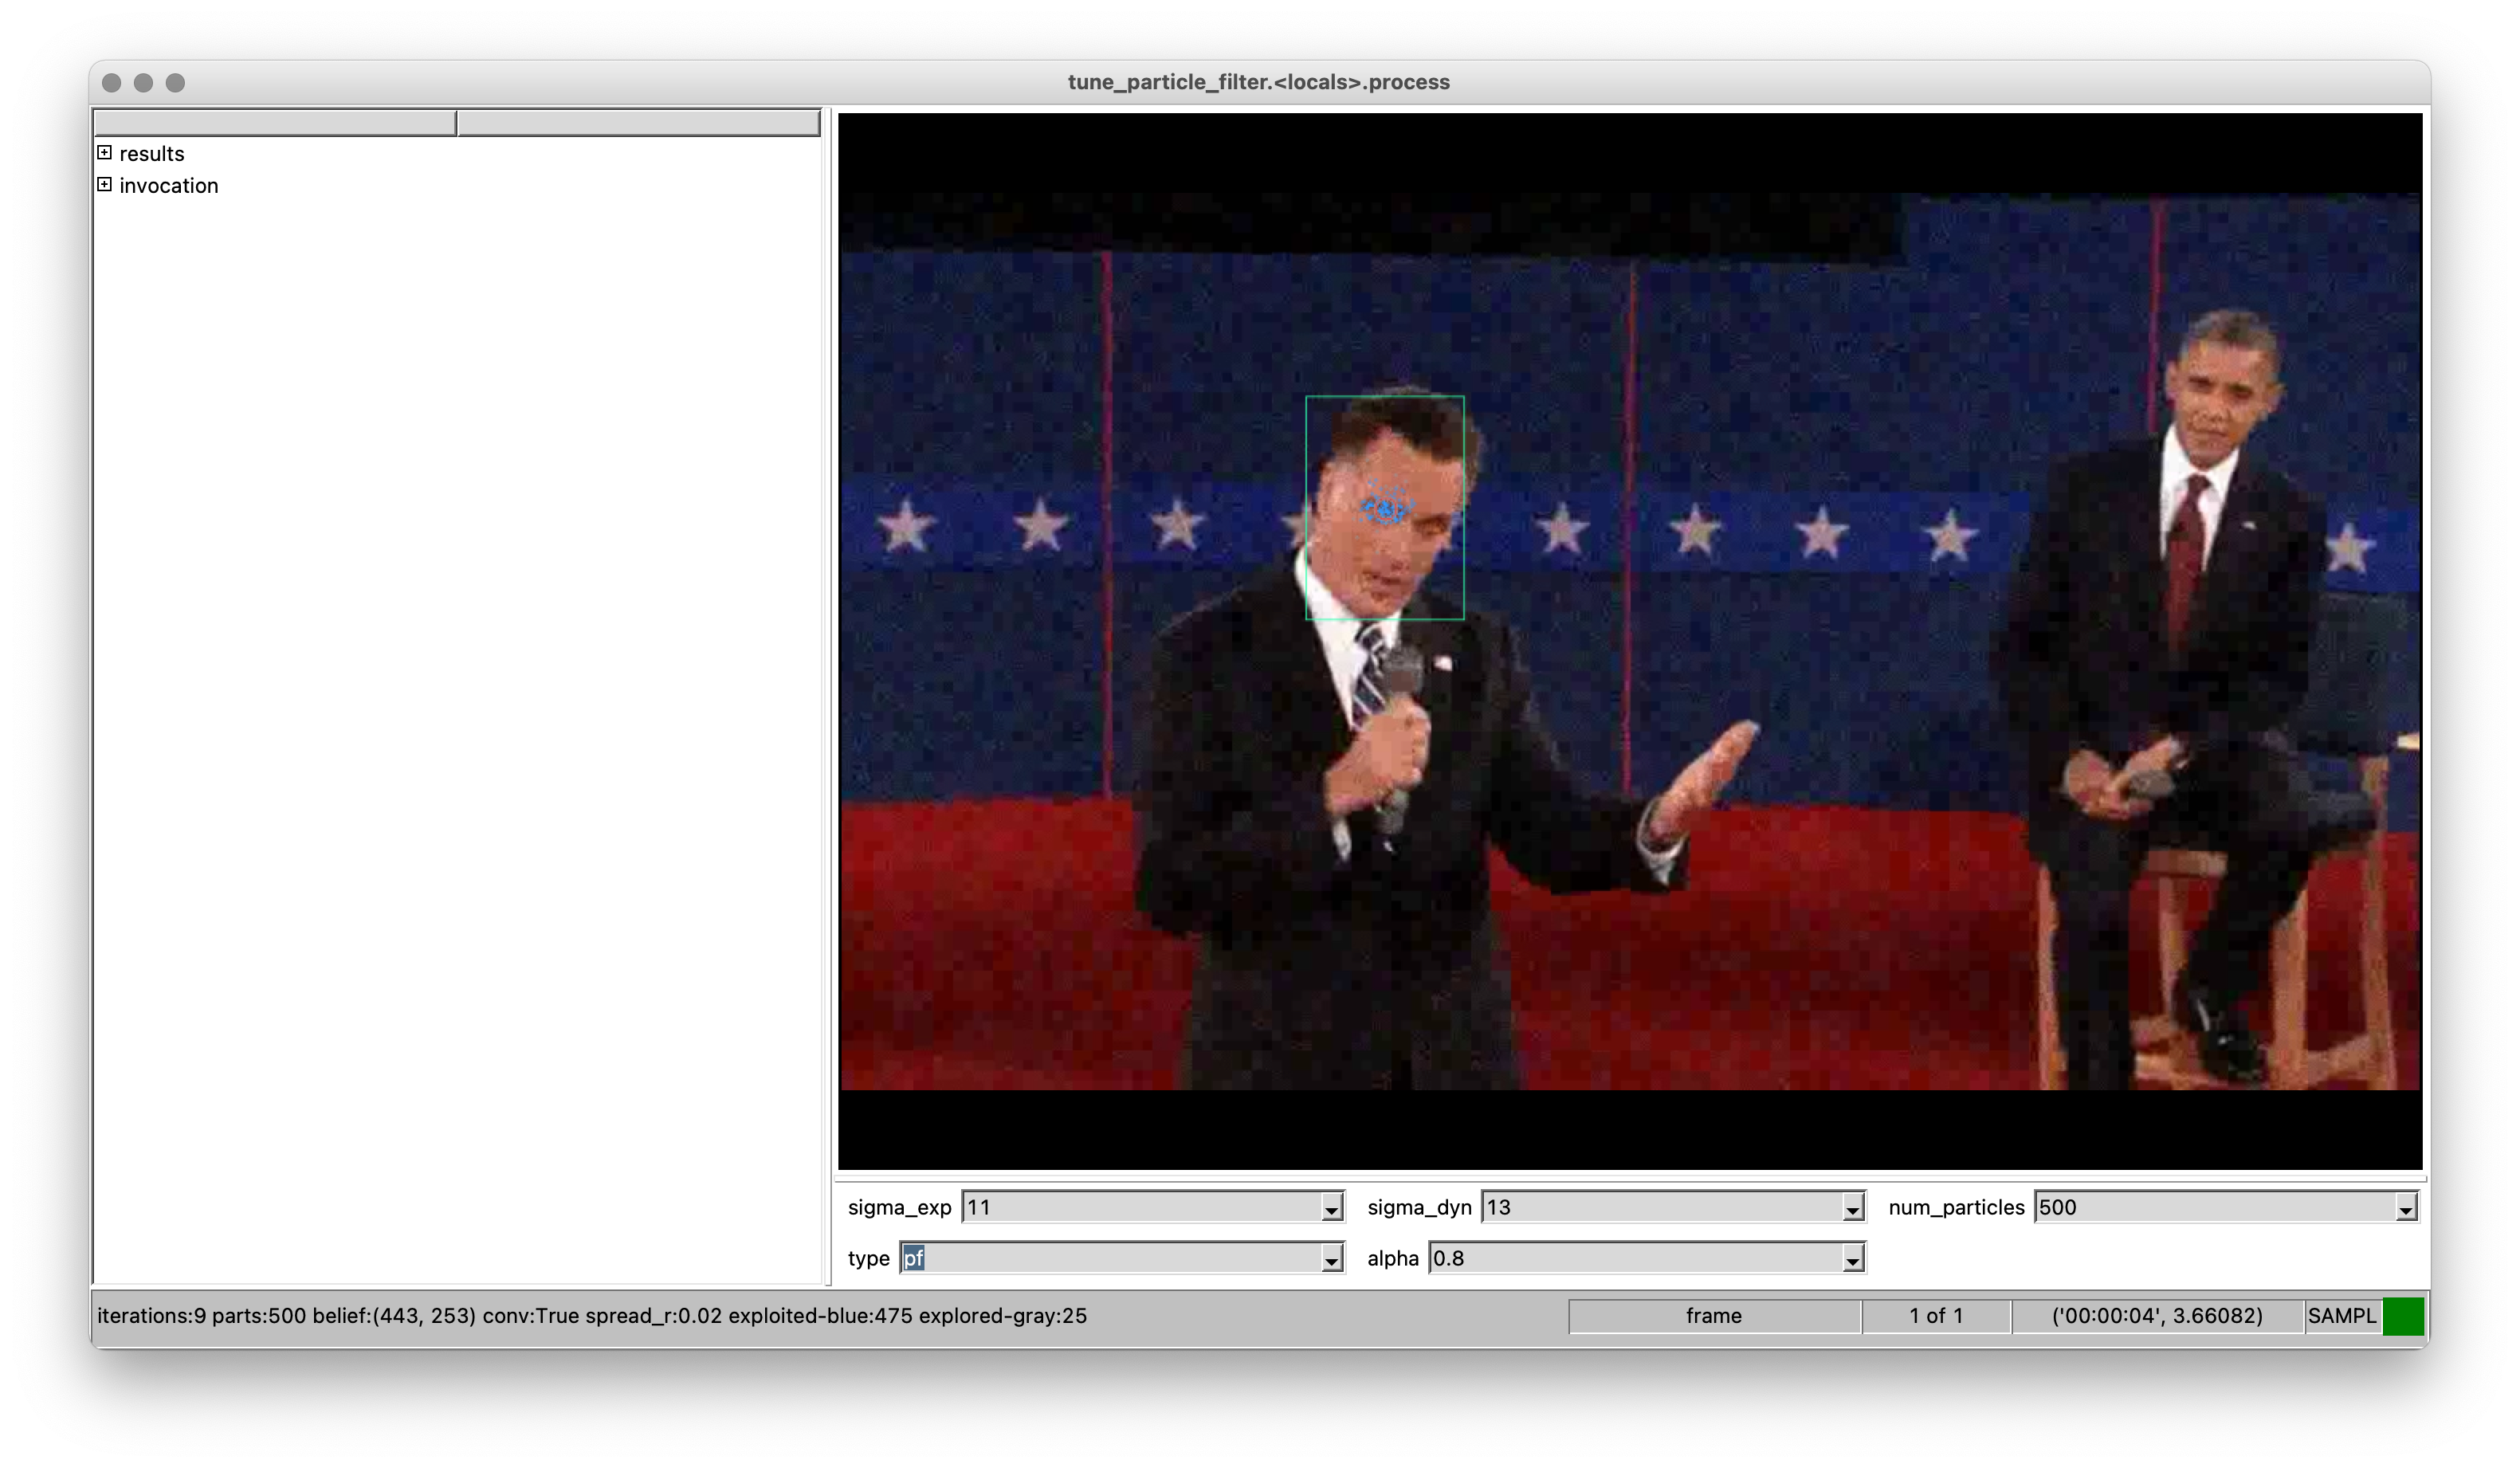 tune_particle_filter.<locals>.process
results
invocation
sigma_exp 11 sigma_dyn 13 num_particles 500
type pf alpha 0.8
iterations:9 parts:500 belief:(443, 253) conv:True spread_r:0.02 exploited-blue:475 explored-gray:25 frame 1 of 1 ('00:00:04', 3.66082) SAMPL